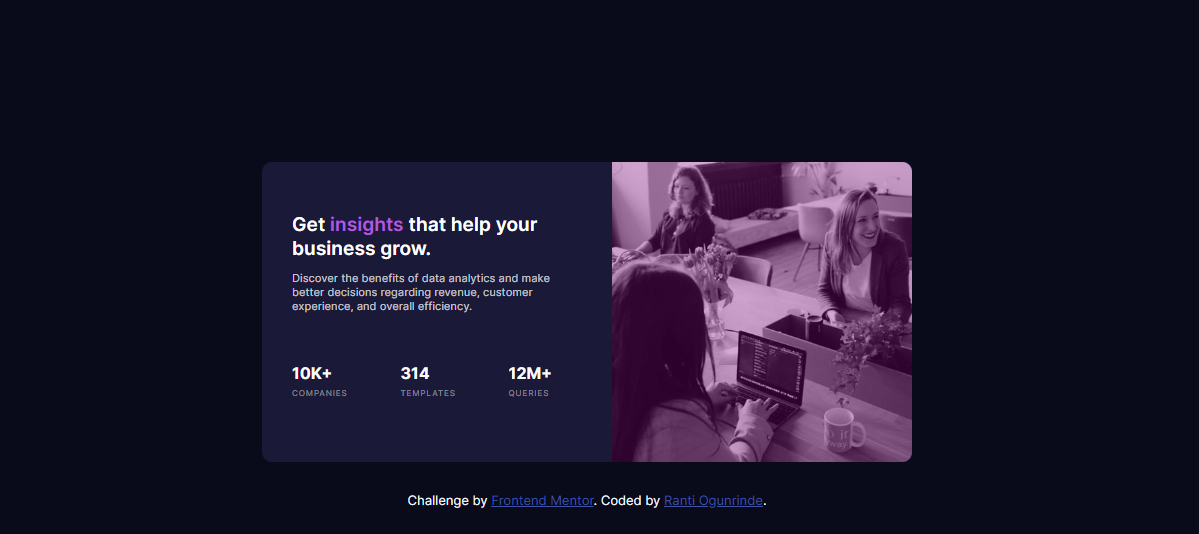 Get insights that help your
business grow.
Discover the benefits of data analytics and make
better decisions regarding revenue, customer
experience, and overall efficiency.
10K+ 314 12M+
COMPANIES TEMPLATES QUERIES
Challenge by Frontend Mentor. Coded by Ranti Ogunrinde.